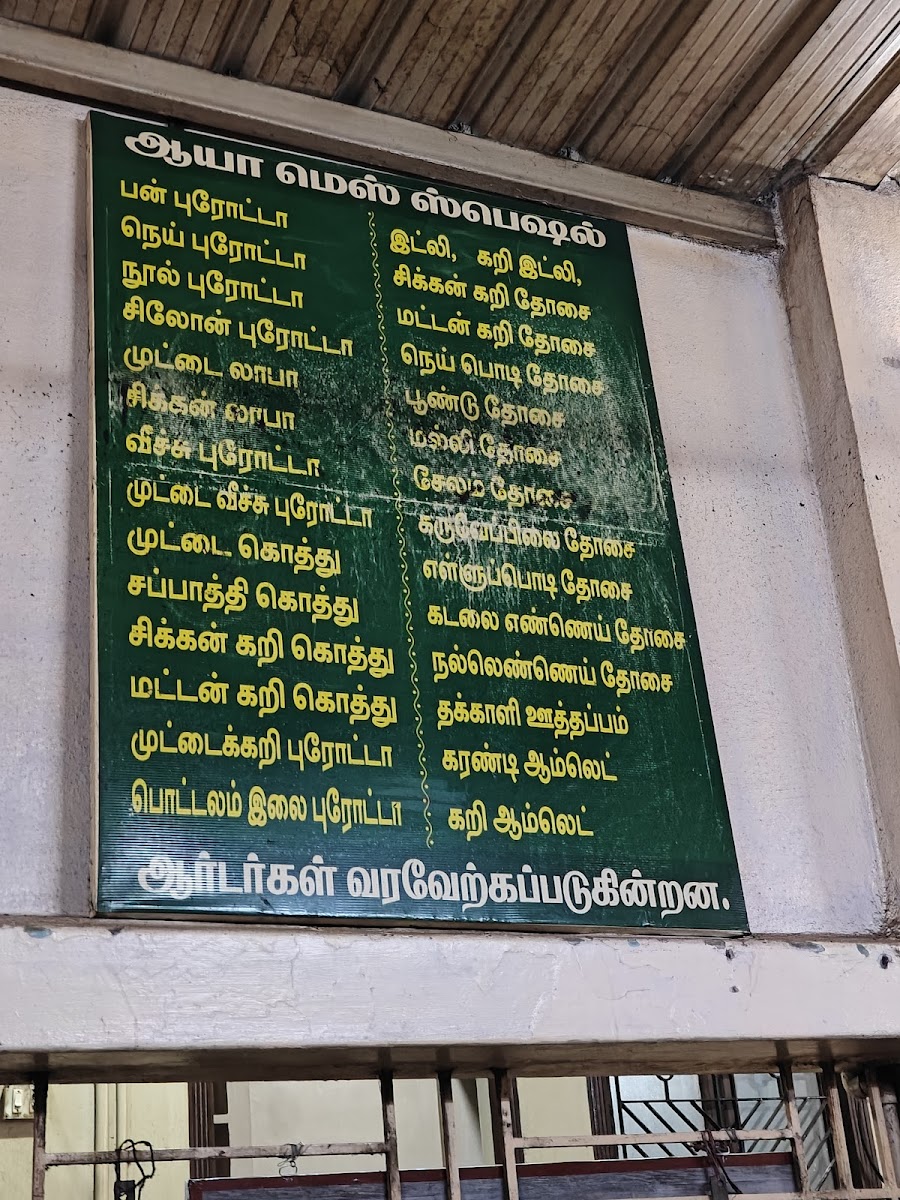 ஆயா மெஸ் ஸ்பெஷல்
பன் புரோட்டா
நெய் புரோட்டா
நூல் புரோட்டா
சிலோன் புரோட்டா
முட்டை லாபா
சிக்கன் லாபா
வீச்சு புரோட்டா
முட்டை வீச்சு புரோட்டா
முட்டை கொத்து
சப்பாத்தி கொத்து
சிக்கன் கறி கொத்து
மட்டன் கறி கொத்து
முட்டைக்கறி புரோட்டா
பொட்டலம் இலை புரோட்டா
இட்லி, கறி இட்லி,
சிக்கன் கறி தோசை
மட்டன் கறி தோசை
நெய் பொடி தோசை
பூண்டு தோசை
மல்லி தோசை
சேலம் தோசை
கருவேப்பிலை தோசை
எள்ளுப்பொடி தோசை
கடலை எண்ணெய் தோசை
நல்லெண்ணெய் தோசை
தக்காளி ஊத்தப்பம்
கரண்டி ஆம்லெட்
கறி ஆம்லெட்
ஆர்டர்கள் வரவேற்கப்படுகின்றன.